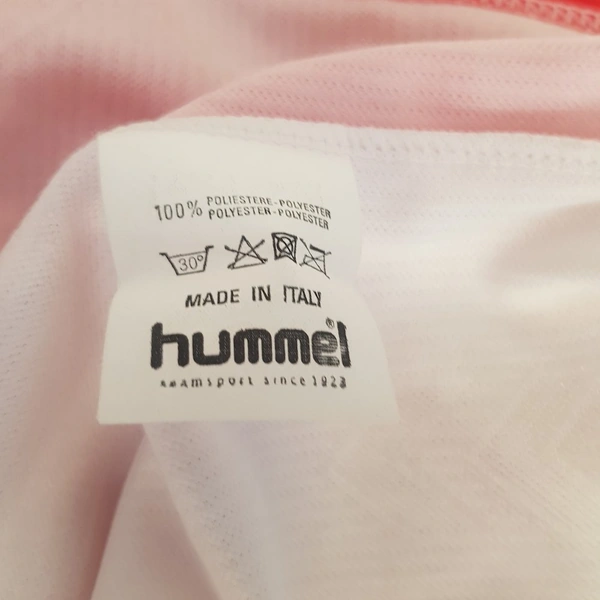 100% POLIESTERE-POLYESTER
POLYESTER-POLYESTER
30°
MADE IN ITALY
hummel®
teamsport since 1923